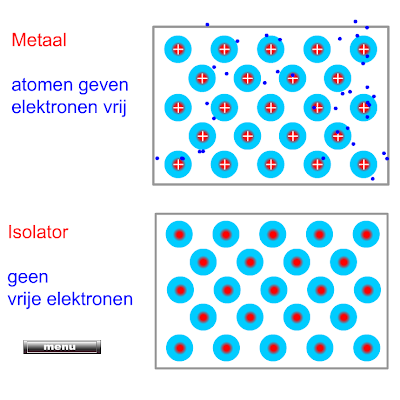 Metaal
atomen geven
elektronen vrij
Isolator
geen
vrije elektronen
menu